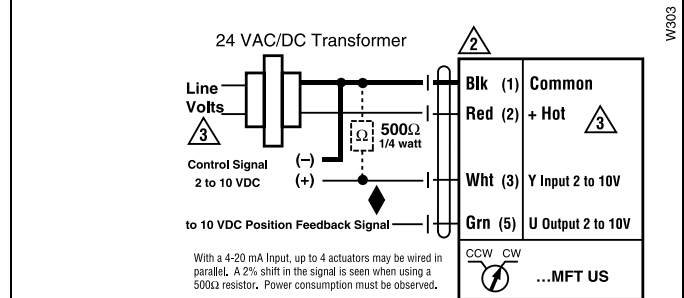 W303
24 VAC/DC Transformer
2
Line
Volts
3
Blk (1) Common
Red (2) + Hot
3
Ω
500Ω
1/4 watt
Control Signal
2 to 10 VDC
(–)
(+)
Wht (3) Y Input 2 to 10V
to 10 VDC Position Feedback Signal
Grn (5) U Output 2 to 10V
With a 4-20 mA Input, up to 4 actuators may be wired in
parallel. A 2% shift in the signal is seen when using a
500Ω resistor. Power consumption must be observed.
CCW CW
...MFT US